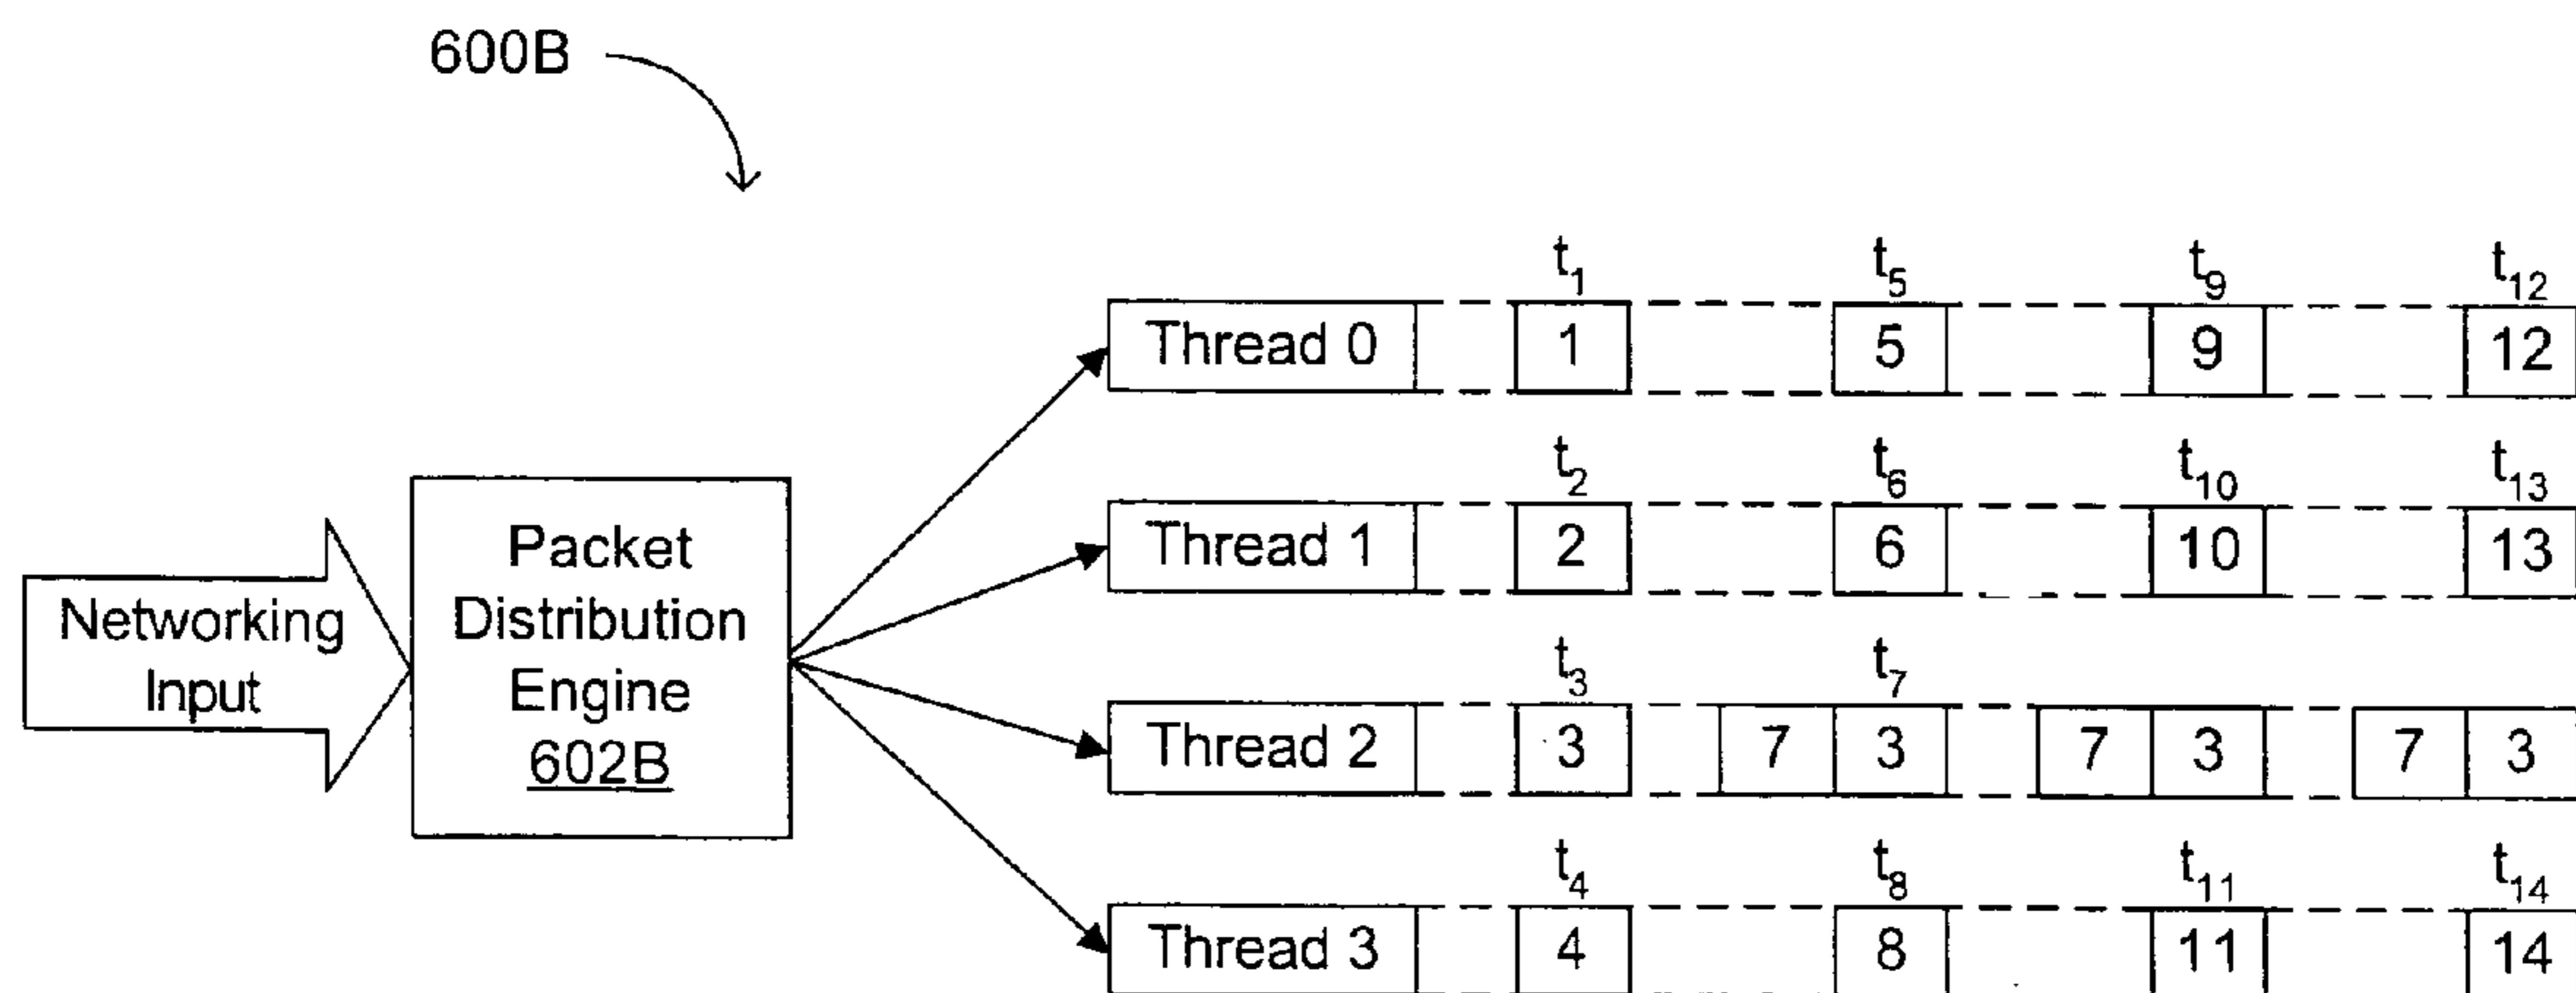 600B
Networking
Input
Packet
Distribution
Engine
602B
t1 t5 t9 t12
Thread 0 1 5 9 12
t2 t6 t10 t13
Thread 1 2 6 10 13
t3 t7
Thread 2 3 7 3 7 3 7 3
t4 t8 t11 t14
Thread 3 4 8 11 14